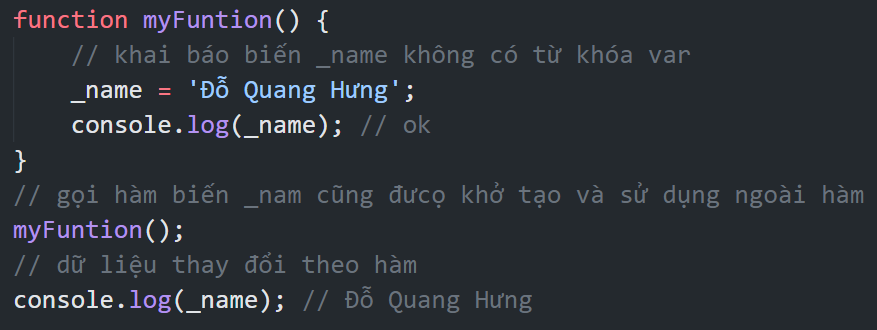 function myFuntion() {
// khai báo biến _name không có từ khóa var
_name = 'Đỗ Quang Hưng';
console.log(_name); // ok
}
// gọi hàm biến _nam cũng đưcọ khở tạo và sử dụng ngoài hàm
myFuntion();
// dữ liệu thay đổi theo hàm
console.log(_name); // Đỗ Quang Hưng